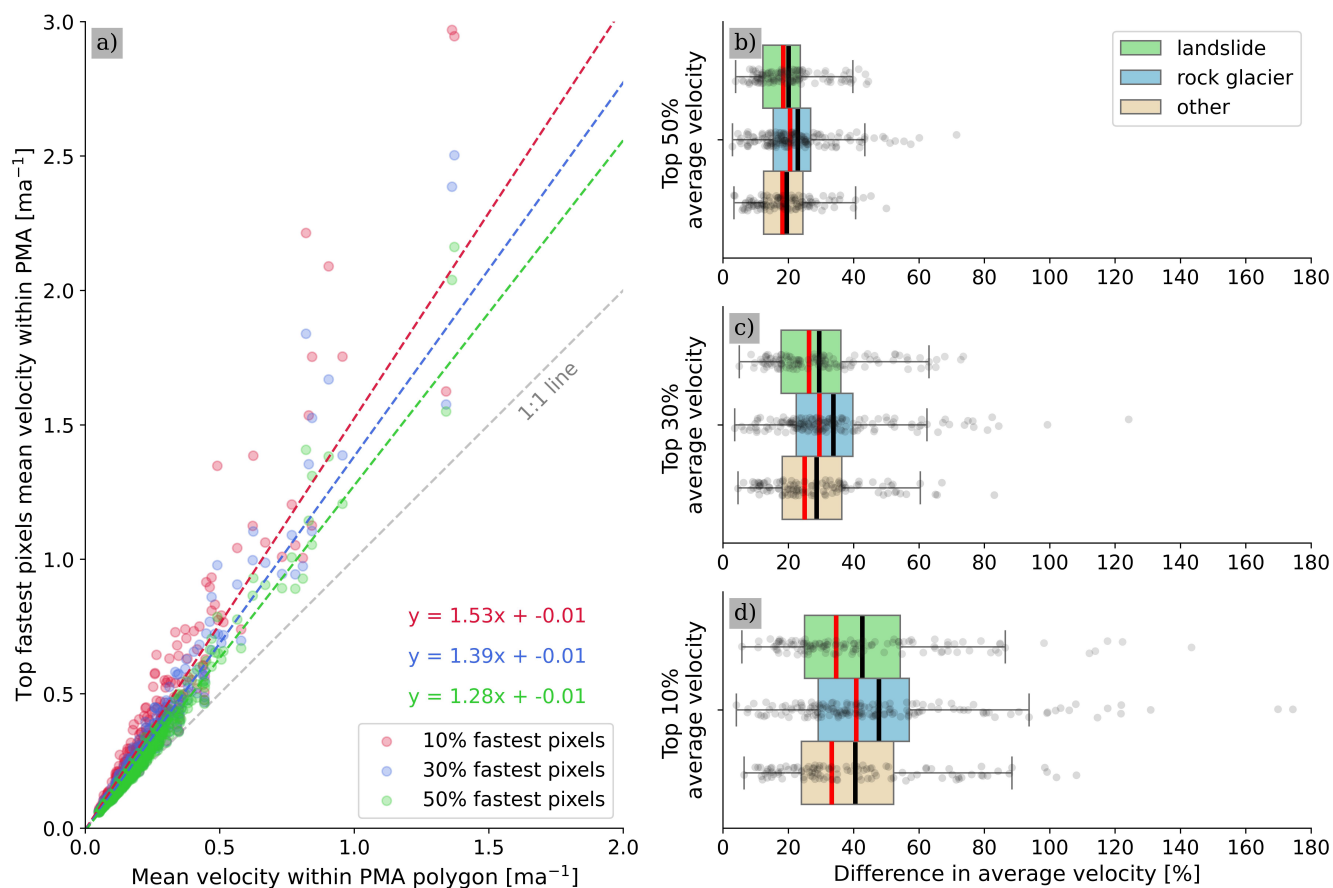 a)
Top fastest pixels mean velocity within PMA [ma⁻¹]
3.0
2.5
2.0
1.5
1.0
0.5
0.0
1:1 line
y = 1.53x + -0.01
y = 1.39x + -0.01
y = 1.28x + -0.01
10% fastest pixels
30% fastest pixels
50% fastest pixels
0.0 0.5 1.0 1.5 2.0
Mean velocity within PMA polygon [ma⁻¹]
b)
Top 50%
average velocity
landslide
rock glacier
other
0 20 40 60 80 100 120 140 160 180
c)
Top 30%
average velocity
0 20 40 60 80 100 120 140 160 180
d)
Top 10%
average velocity
0 20 40 60 80 100 120 140 160 180
Difference in average velocity [%]